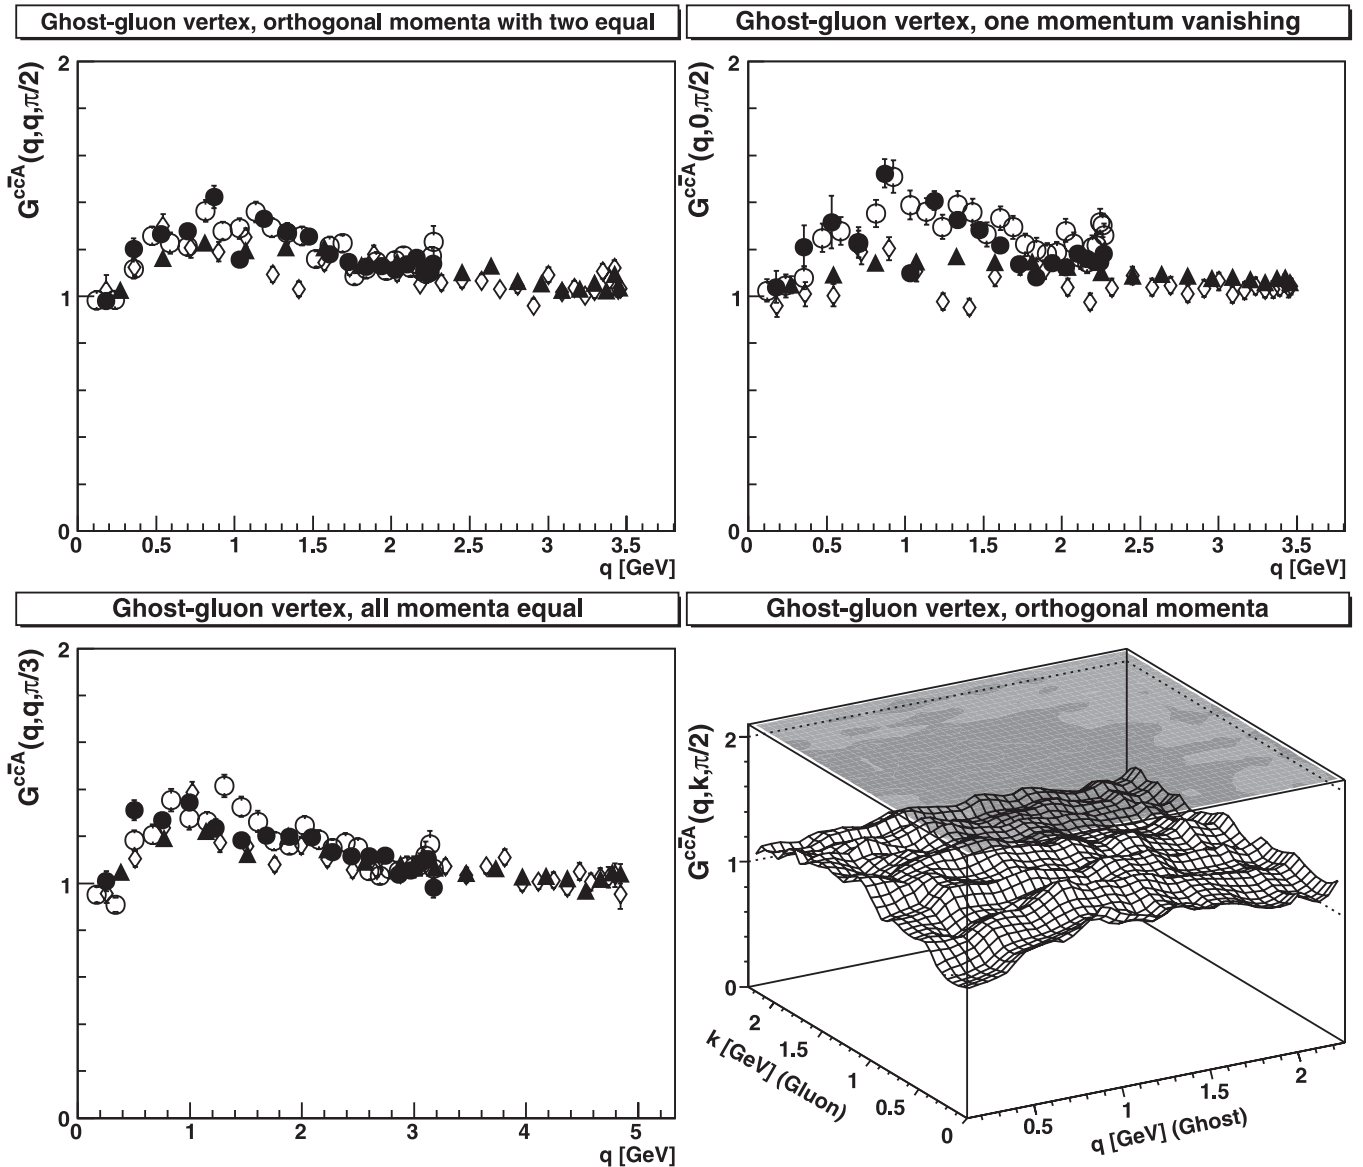 Ghost-gluon vertex, orthogonal momenta with two equal
G^{cc̄A}(q,q,π/2)
2
1
0
0 0.5 1 1.5 2 2.5 3 3.5
q [GeV]
Ghost-gluon vertex, one momentum vanishing
G^{cc̄A}(q,0,π/2)
2
1
0
0 0.5 1 1.5 2 2.5 3 3.5
q [GeV]
Ghost-gluon vertex, all momenta equal
G^{cc̄A}(q,q,π/3)
2
1
0
0 1 2 3 4 5
q [GeV]
Ghost-gluon vertex, orthogonal momenta
G^{cc̄A}(q,k,π/2)
2
1
0
2 1.5 1 0.5 0
k [GeV] (Gluon)
0.5 1 1.5 2
q [GeV] (Ghost)